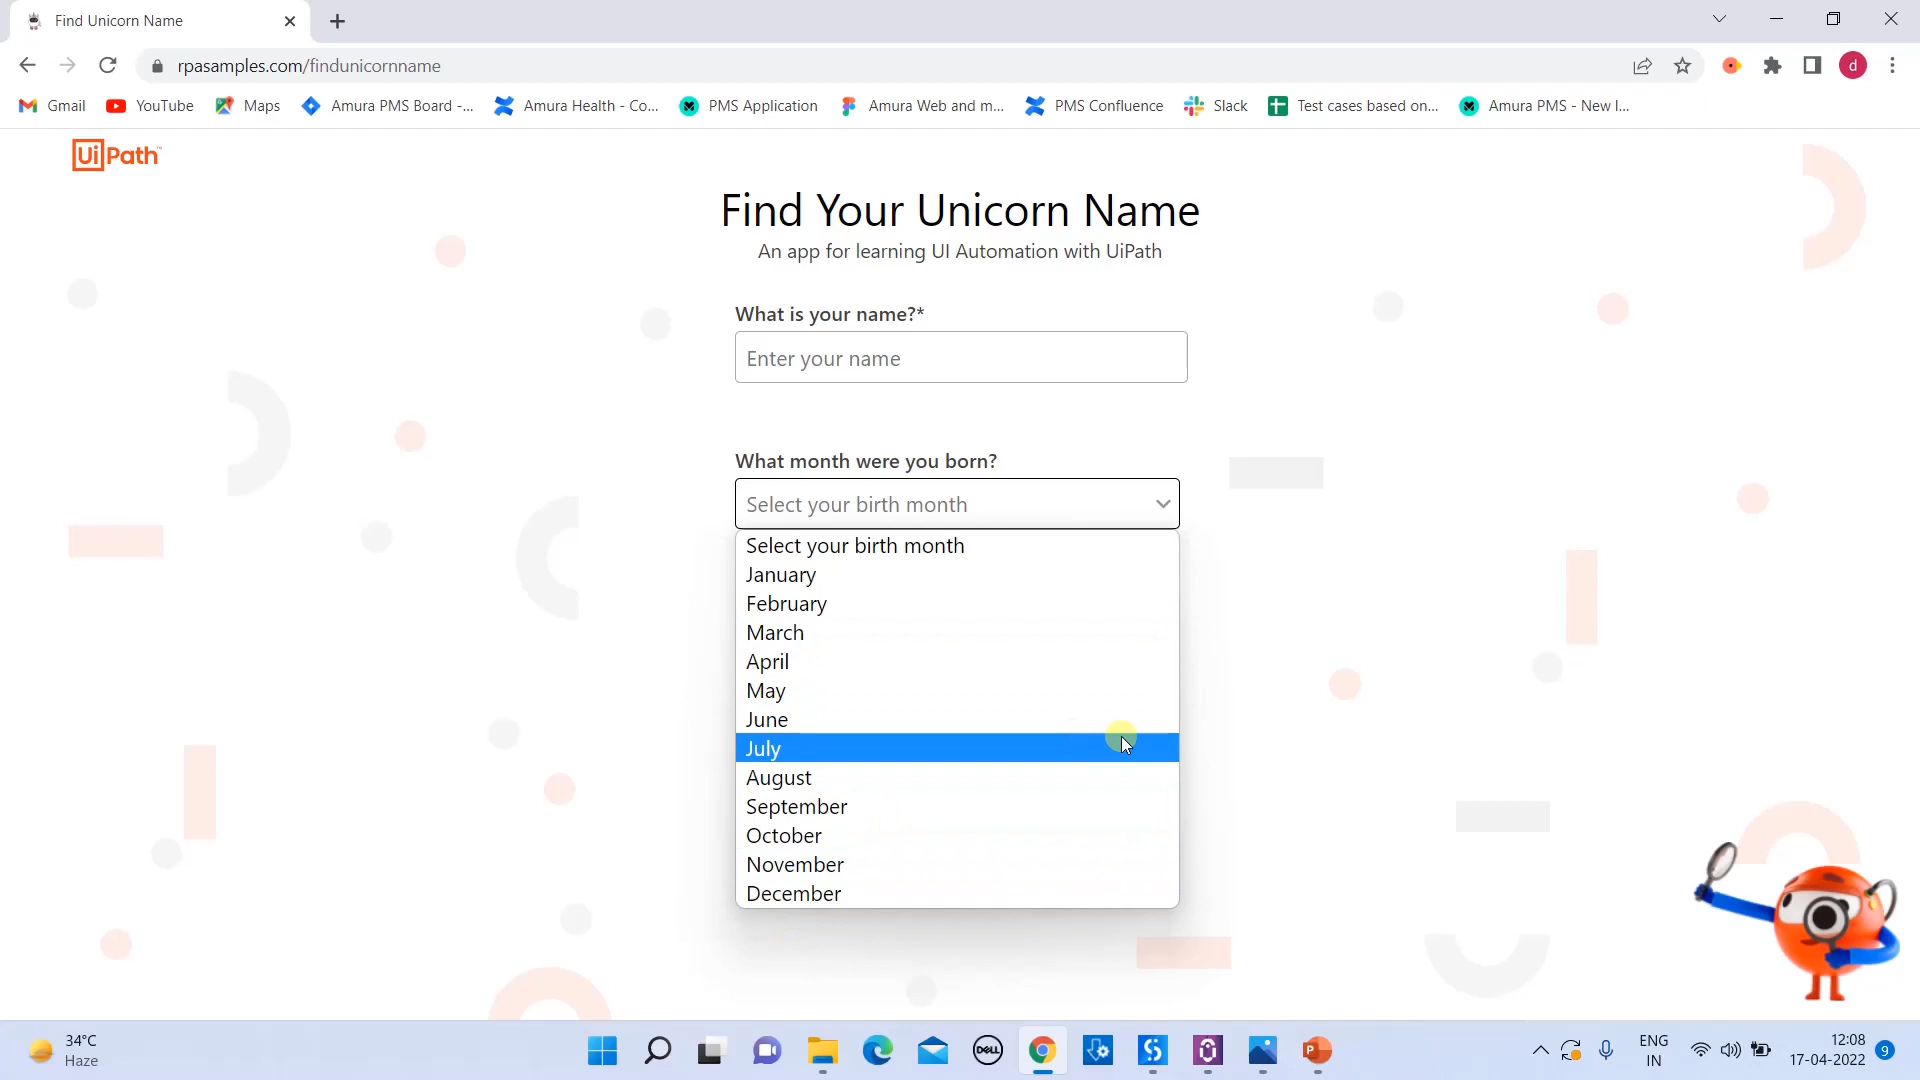 Find Unicorn Name
rpasamples.com/findunicornname
d
Gmail YouTube Maps Amura PMS Board -... Amura Health - Co... PMS Application Amura Web and m... PMS Confluence Slack Test cases based on... Amura PMS - New I...
UiPath™
Find Your Unicorn Name
An app for learning UI Automation with UiPath
What is your name?*
Enter your name
What month were you born?
Select your birth month
Select your birth month
January
February
March
April
May
June
July
August
September
October
November
December
34°C
Haze
DELL
P
ENG
IN
12:08
17-04-2022
9